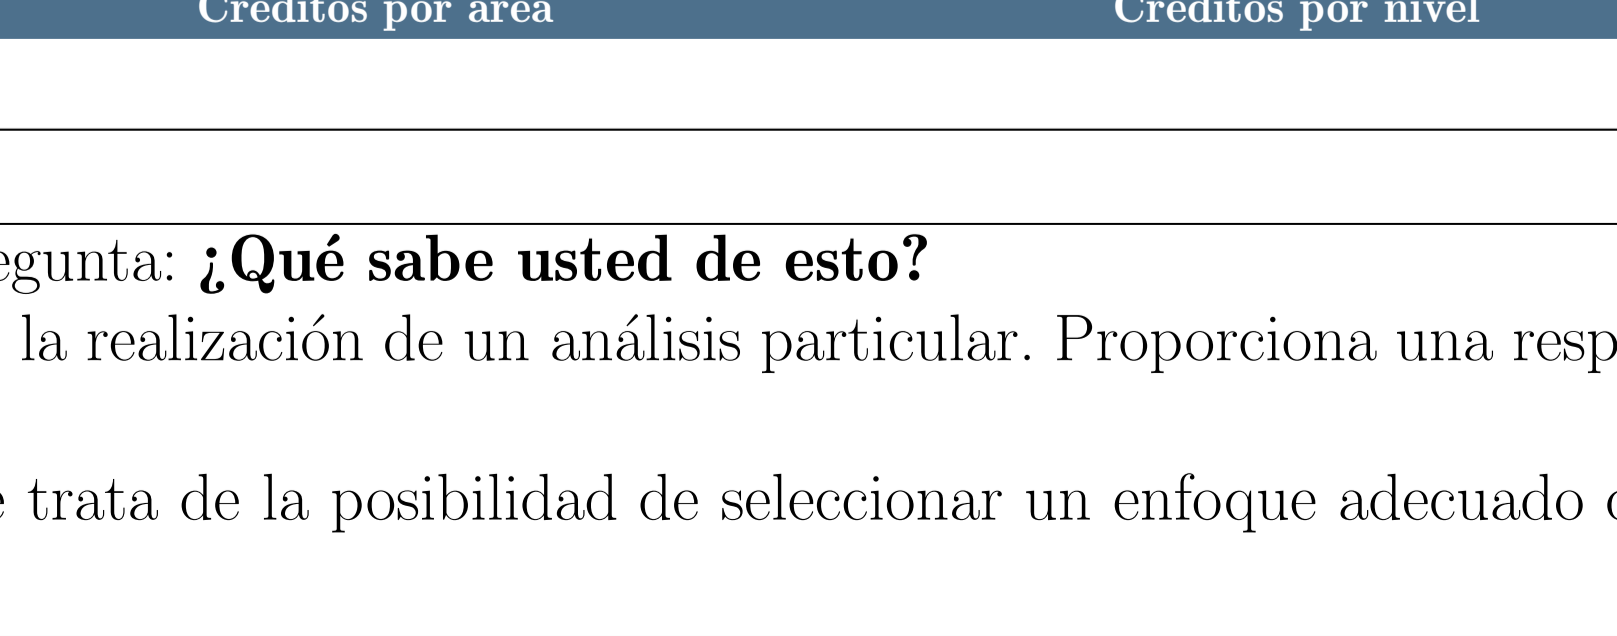 Créditos por área Créditos por nivel
egunta: ¿Qué sabe usted de esto?
la realización de un análisis particular. Proporciona una resp
e trata de la posibilidad de seleccionar un enfoque adecuado